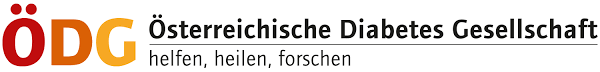 ÖDG
Österreichische Diabetes Gesellschaft
helfen, heilen, forschen